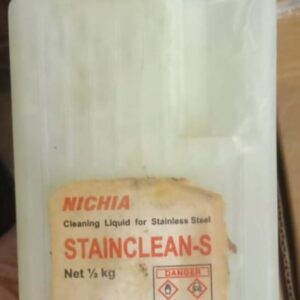 NICHIA
Cleaning Liquid for Stainless Steel
STAINCLEAN-S
Net ½ kg
DANGER